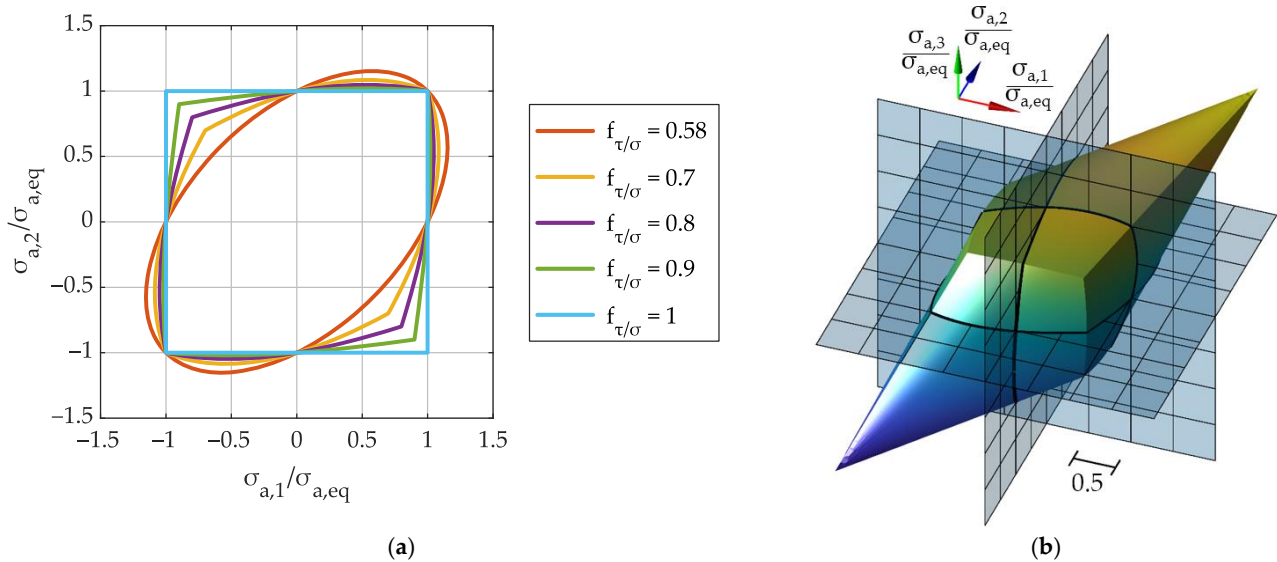 1.5
1
0.5
0
−0.5
−1
−1.5
−1.5 −1 −0.5 0 0.5 1 1.5
σa,2/σa,eq
σa,1/σa,eq
fτ/σ = 0.58
fτ/σ = 0.7
fτ/σ = 0.8
fτ/σ = 0.9
fτ/σ = 1
(a)
σa,3
σa,eq
σa,2
σa,eq
σa,1
σa,eq
0.5
(b)